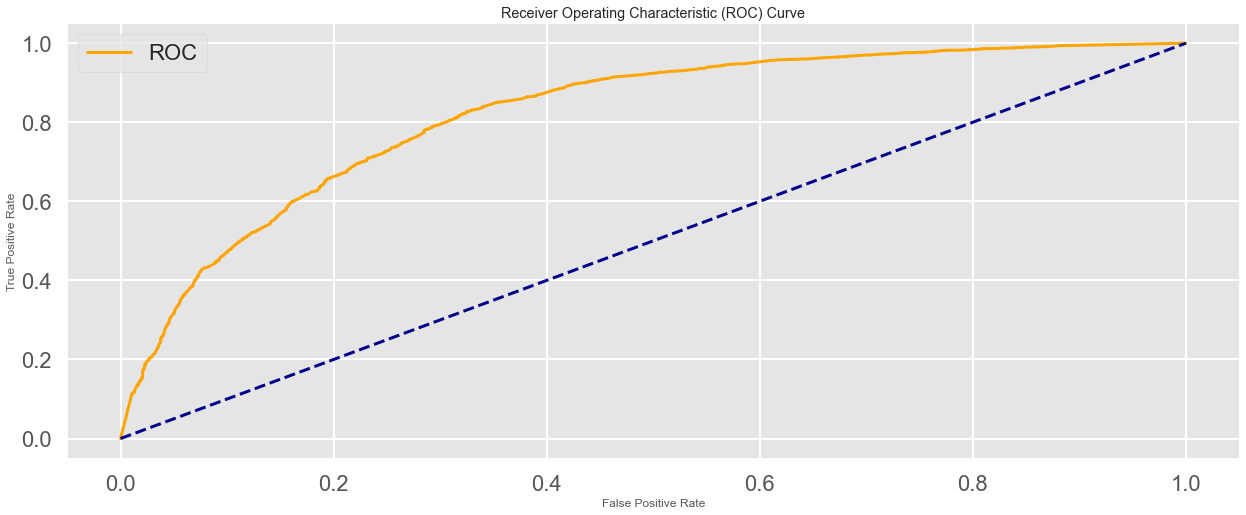 Receiver Operating Characteristic (ROC) Curve
ROC
1.0
0.8
0.6
0.4
0.2
0.0
True Positive Rate
0.0 0.2 0.4 0.6 0.8 1.0
False Positive Rate